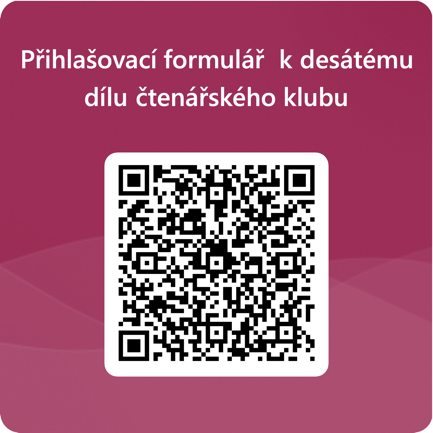 Přihlašovací formulář  k desátému
dílu čtenářského klubu